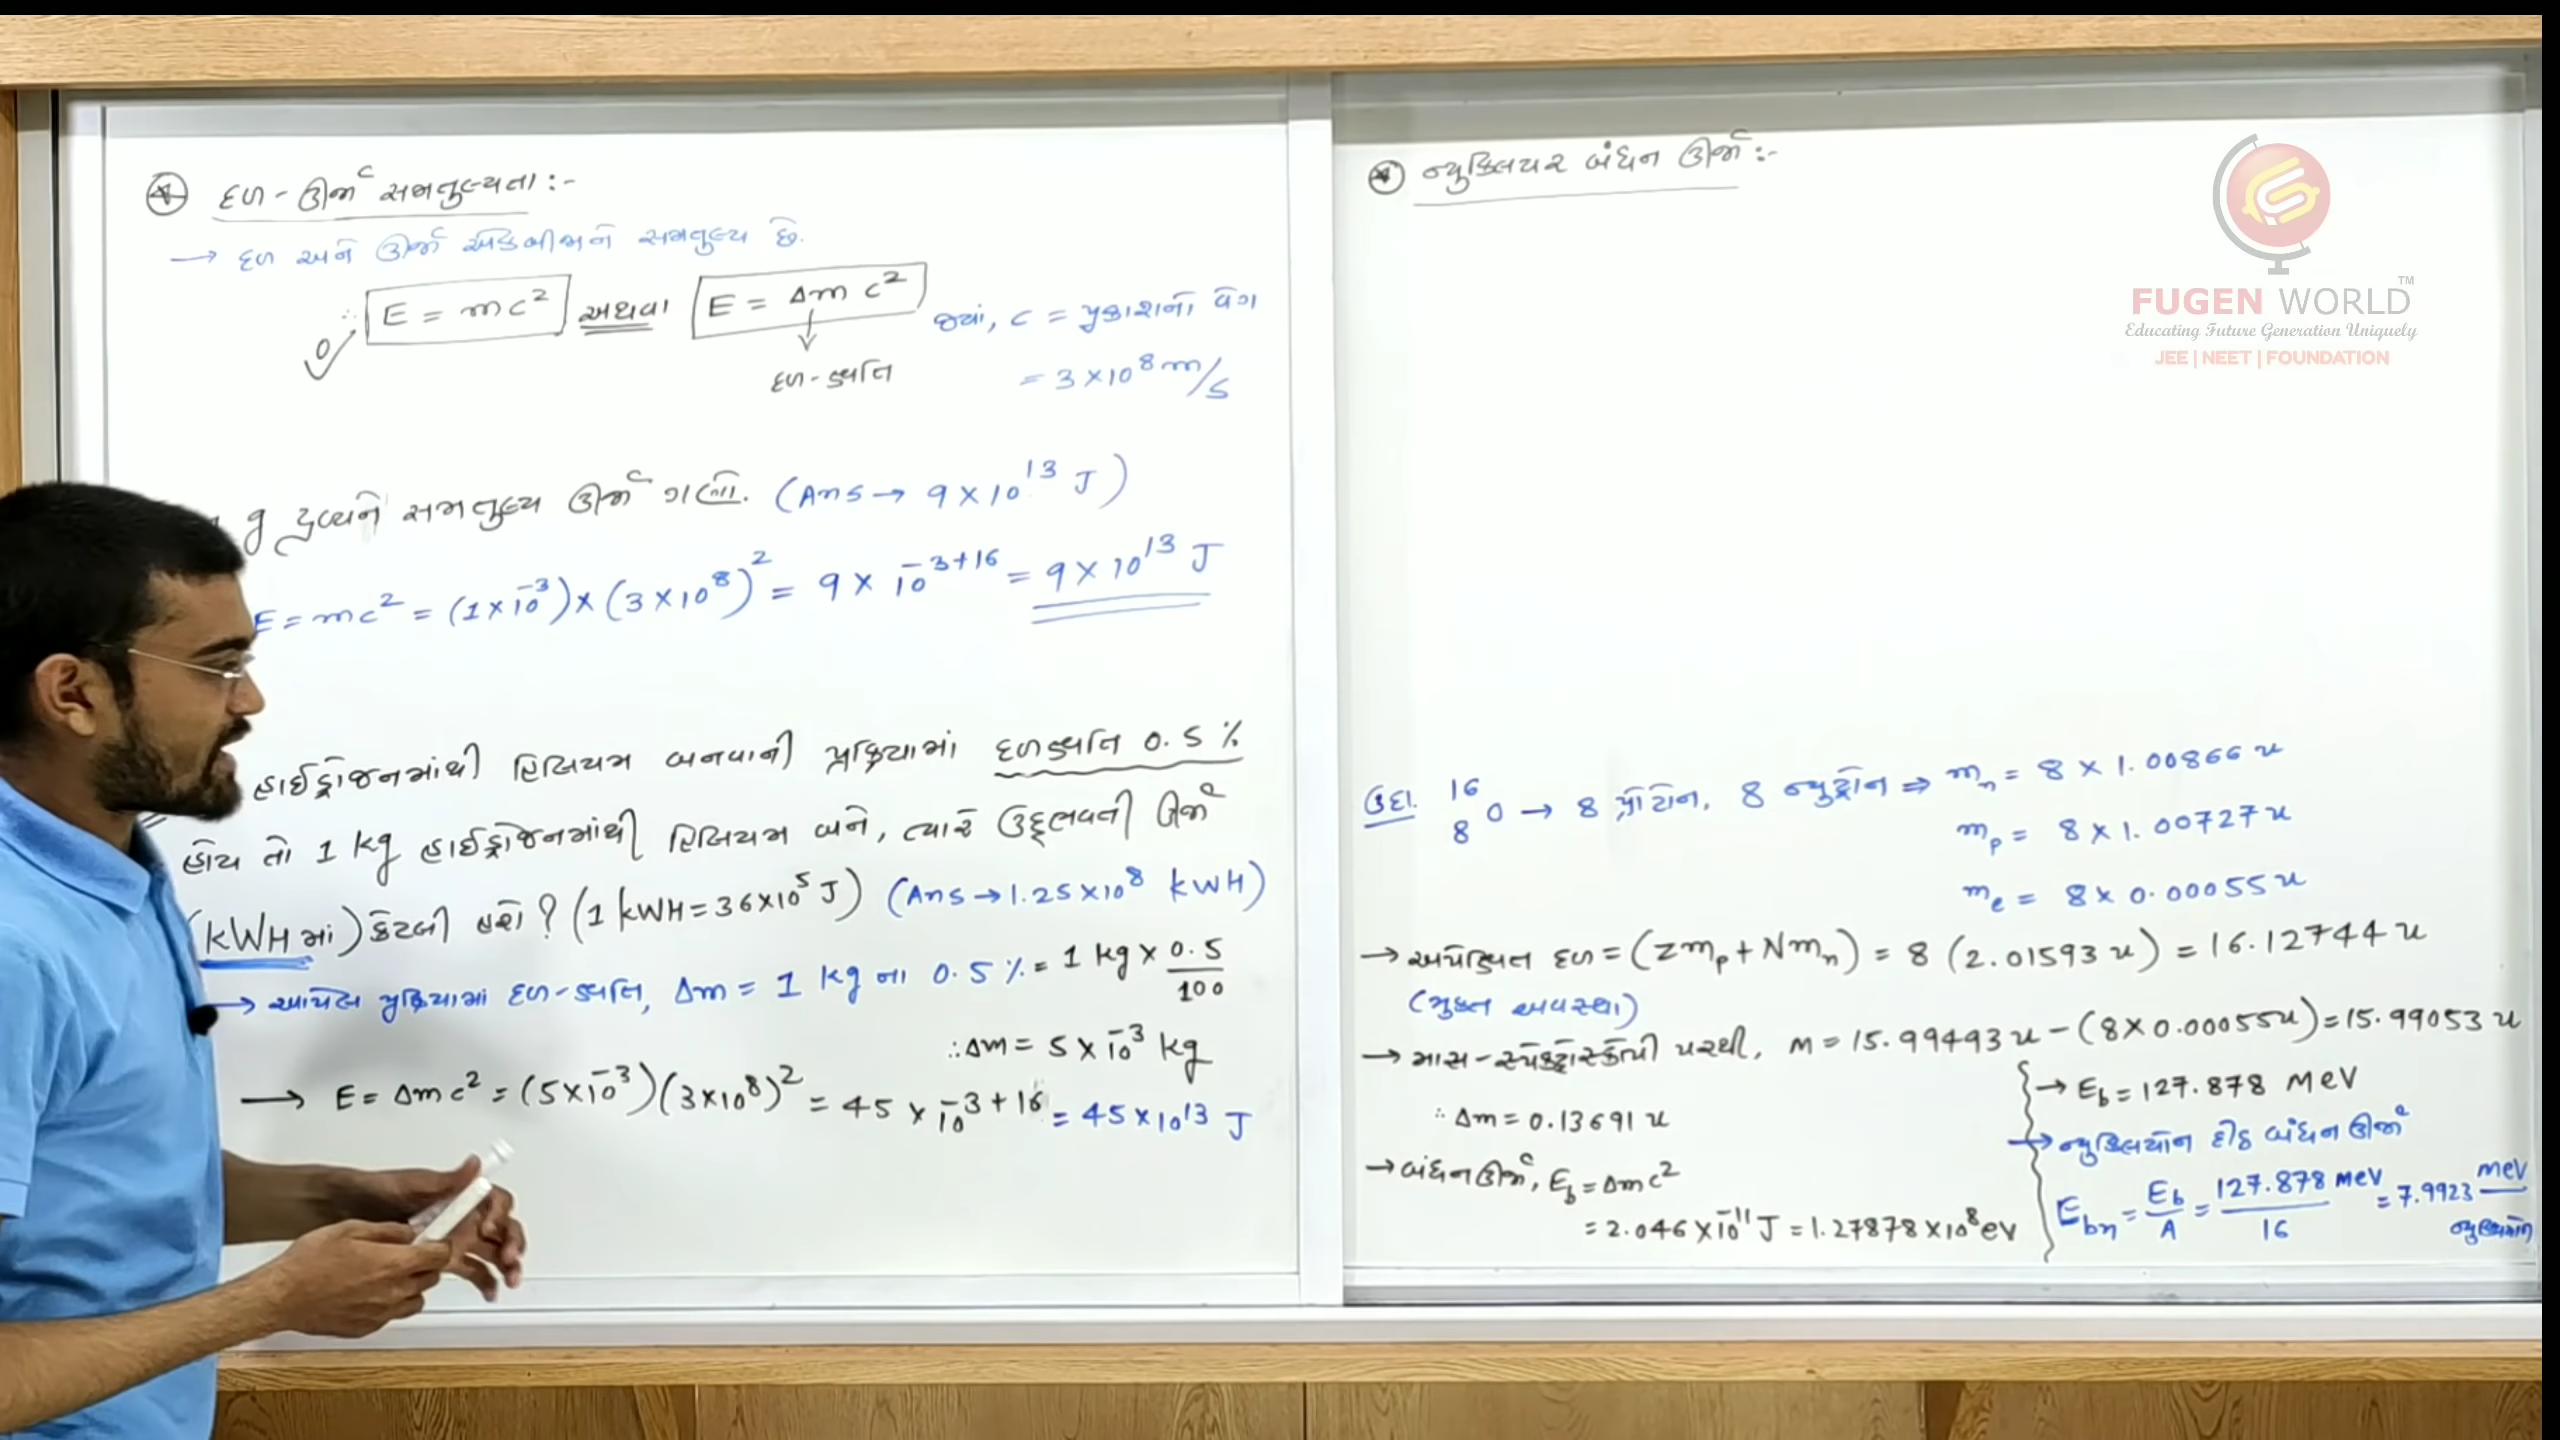 દળ - ઊર્જા સમતુલ્યતા :-
→ દળ અને ઊર્જા એકબીજાને સમતુલ્ય છે.
∴ E = mc² અથવા E = Δm c² જ્યાં, c = પ્રકાશનો વેગ
દળ-ક્ષતિ = 3 × 10⁸ m/s
g દ્રવ્યને સમતુલ્ય ઊર્જા ગણો. (Ans → 9 × 10¹³ J)
E = mc² = (1 × 10⁻³) × (3 × 10⁸)² = 9 × 10⁻³⁺¹⁶ = 9 × 10¹³ J
હાઈડ્રોજનમાંથી હિલિયમ બનવાની પ્રક્રિયામાં દળક્ષતિ 0.5 %
હોય તો 1 kg હાઈડ્રોજનમાંથી હિલિયમ બને, ત્યારે ઉદ્દભવતી ઊર્જા
(kWH માં) કેટલી હશે? (1 kWH = 36×10⁵ J) (Ans → 1.25×10⁸ kWH)
→ આપેલ પ્રક્રિયામાં દળ-ક્ષતિ, Δm = 1 kg ના 0.5 % = 1 kg × 0.5/100
∴ Δm = 5 × 10⁻³ kg
→ E = Δmc² = (5×10⁻³)(3×10⁸)² = 45 × 10⁻³⁺¹⁶ = 45×10¹³ J
ન્યુક્લિયર બંધન ઊર્જા :-
FUGEN WORLD™
Educating Future Generation Uniquely
JEE | NEET | FOUNDATION
ઉદા. ¹⁶₈O → 8 પ્રોટોન, 8 ન્યુટ્રોન ⇒ mₙ = 8 × 1.00866 u
mₚ = 8 × 1.00727 u
mₑ = 8 × 0.00055 u
→ અપેક્ષિત દળ = (Zmₚ + Nmₙ) = 8 (2.01593 u) = 16.12744 u
(મુક્ત અવસ્થા)
→ માસ-સ્પેક્ટ્રોસ્કોપી પરથી, M = 15.99493 u − (8×0.00055u) = 15.99053 u
∴ Δm = 0.13691 u
→ બંધનઊર્જા, E_b = Δmc²
= 2.046 × 10⁻¹¹ J = 1.27878 × 10⁸ eV
→ E_b = 127.878 MeV
→ ન્યુક્લિયોન દીઠ બંધન ઊર્જા
E_bn = E_b/A = 127.878 MeV/16 = 7.9923 MeV/ન્યુક્લિયોન